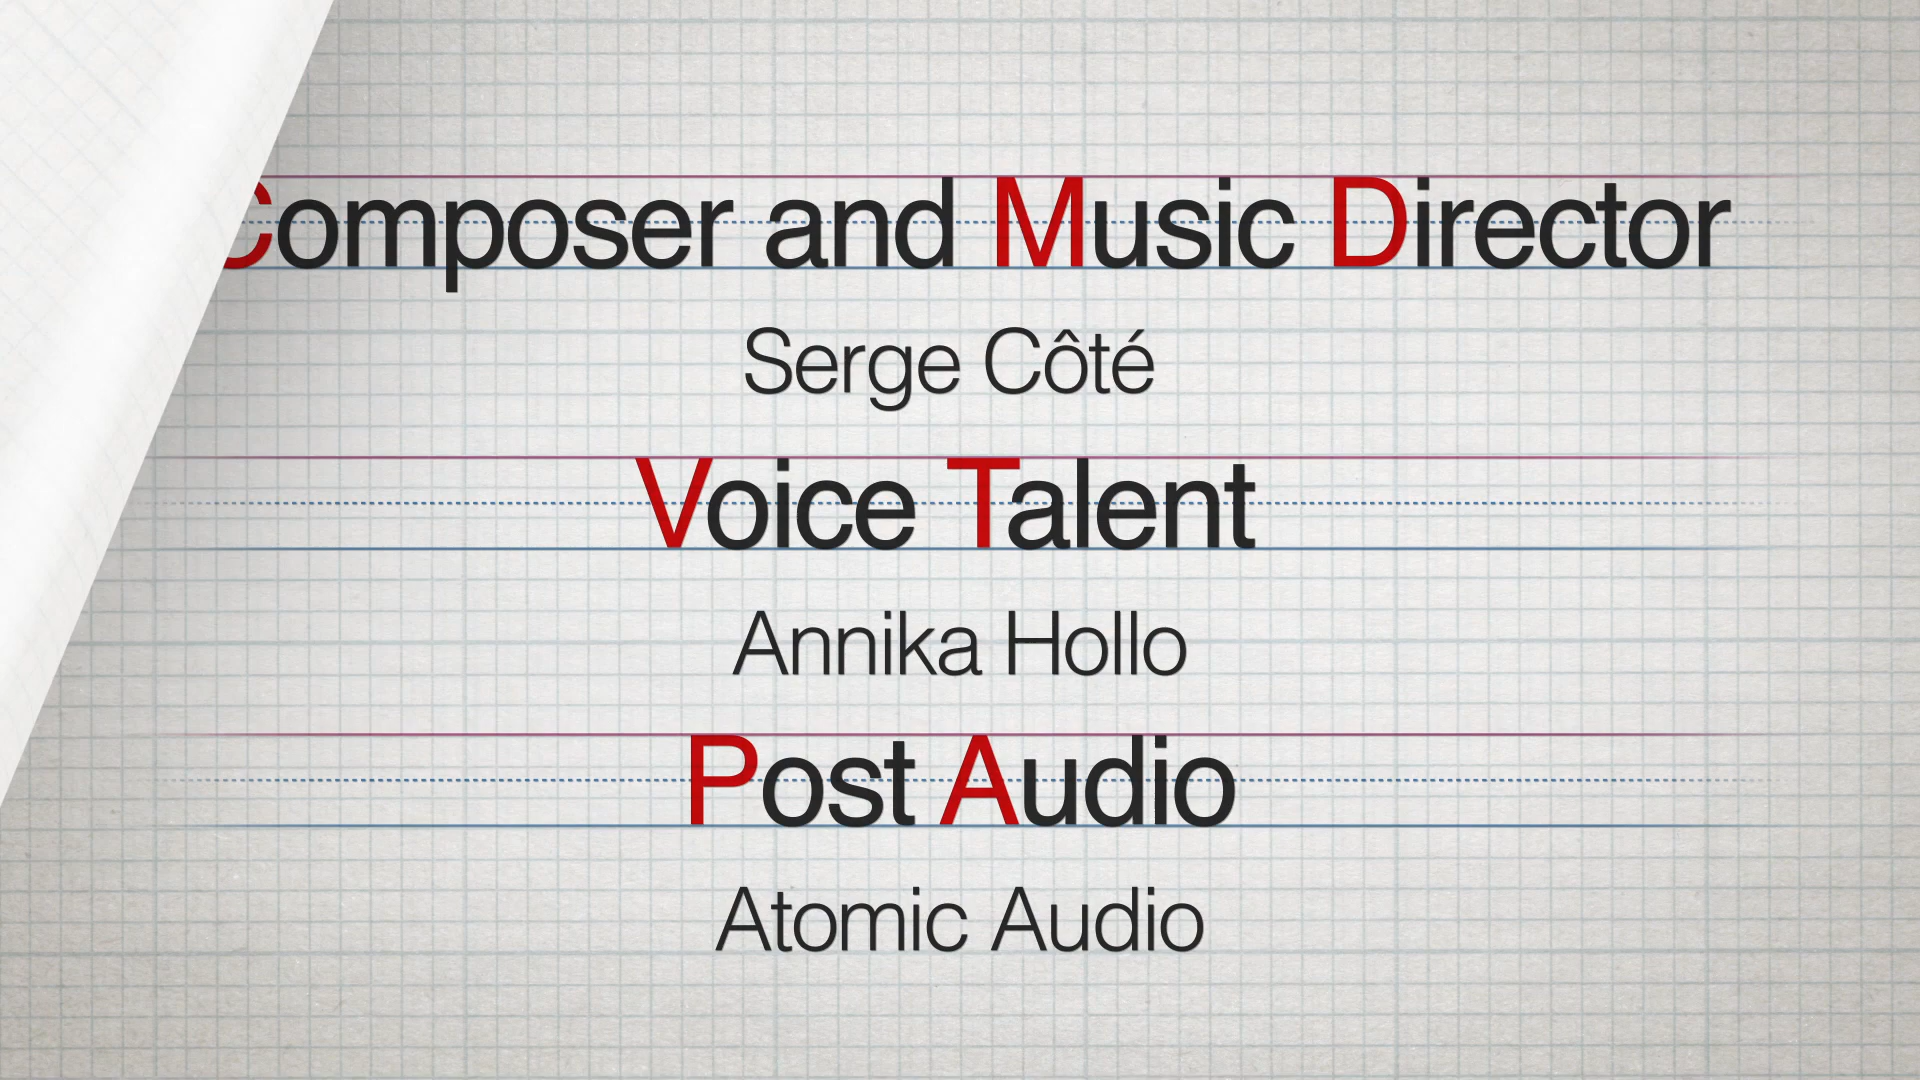 Composer and Music Director
Serge Côté
Voice Talent
Annika Hollo
Post Audio
Atomic Audio